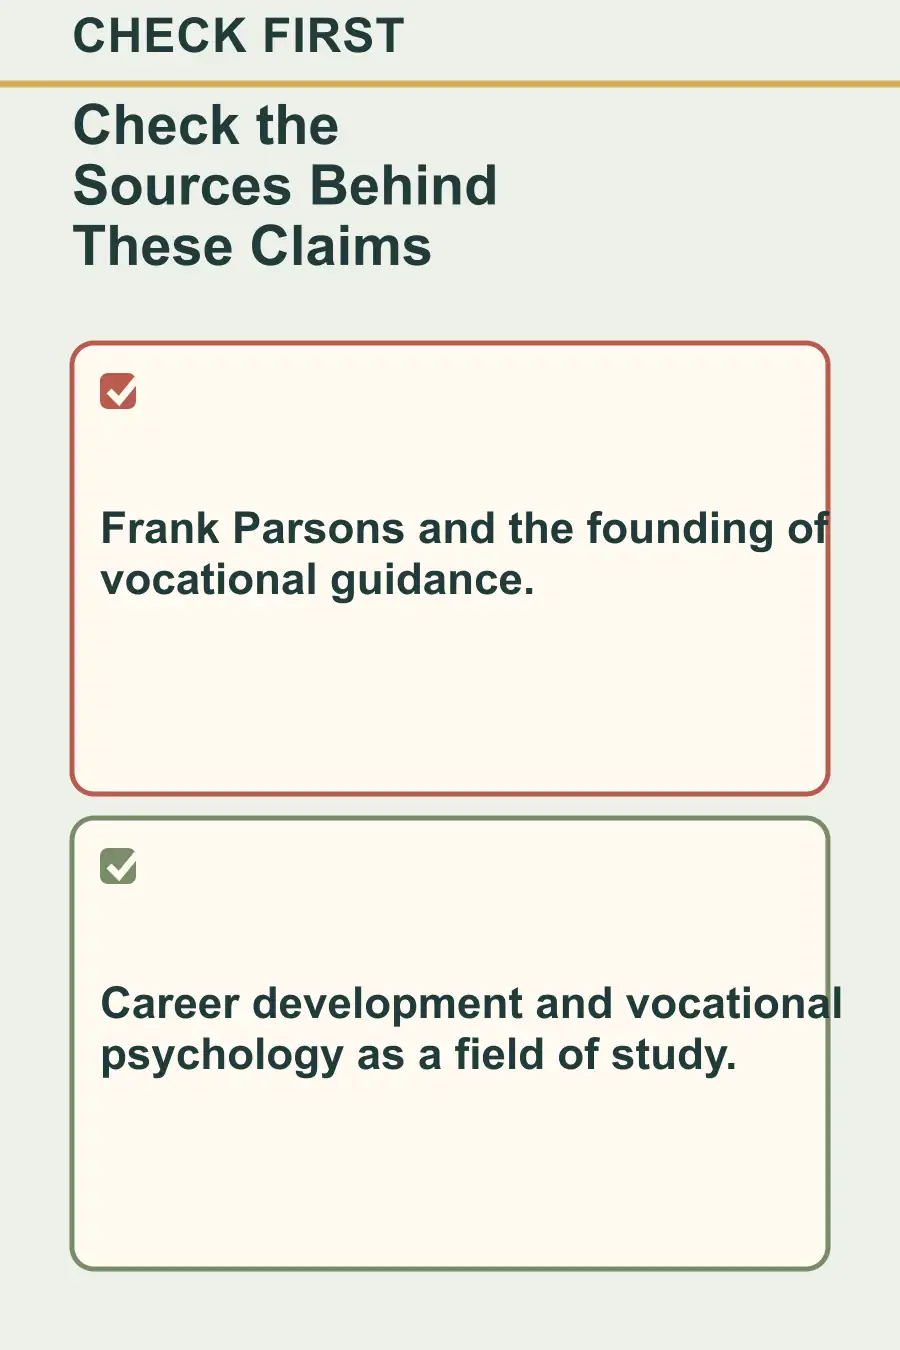 CHECK FIRST
Check the
Sources Behind
These Claims
Frank Parsons and the founding of
vocational guidance.
Career development and vocational
psychology as a field of study.